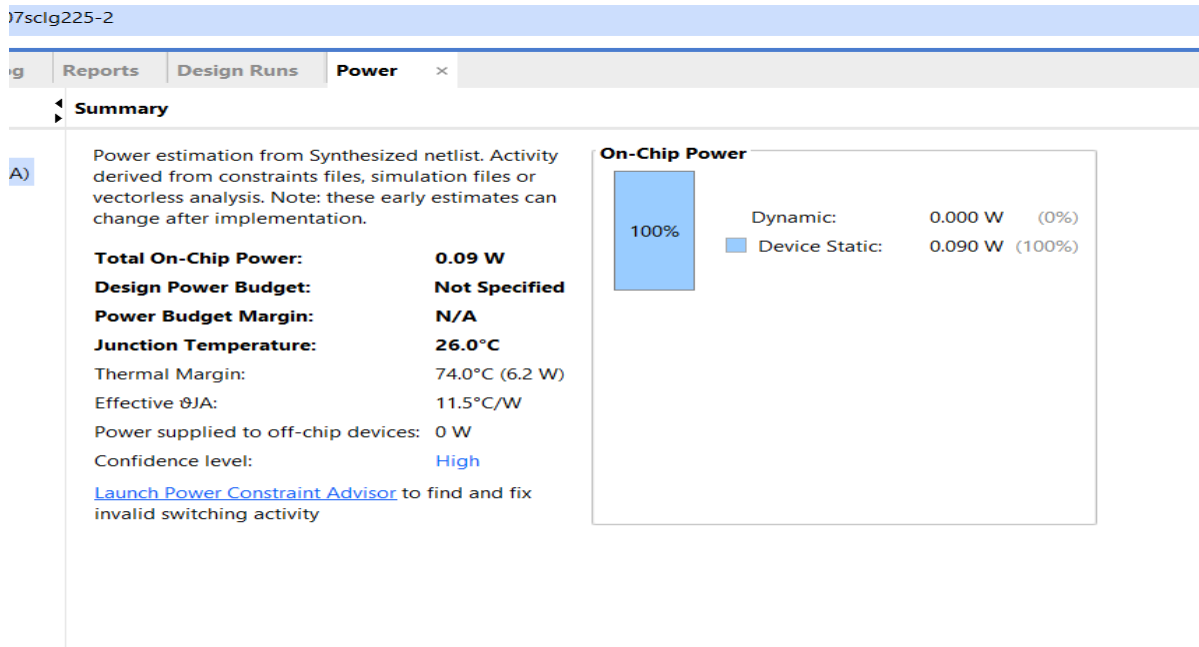 07sclg225-2
og Reports Design Runs Power ×
Summary
A)
Power estimation from Synthesized netlist. Activity
derived from constraints files, simulation files or
vectorless analysis. Note: these early estimates can
change after implementation.
Total On-Chip Power: 0.09 W
Design Power Budget: Not Specified
Power Budget Margin: N/A
Junction Temperature: 26.0°C
Thermal Margin: 74.0°C (6.2 W)
Effective ϑJA: 11.5°C/W
Power supplied to off-chip devices: 0 W
Confidence level: High
Launch Power Constraint Advisor to find and fix
invalid switching activity
On-Chip Power
100%
Dynamic: 0.000 W (0%)
Device Static: 0.090 W (100%)